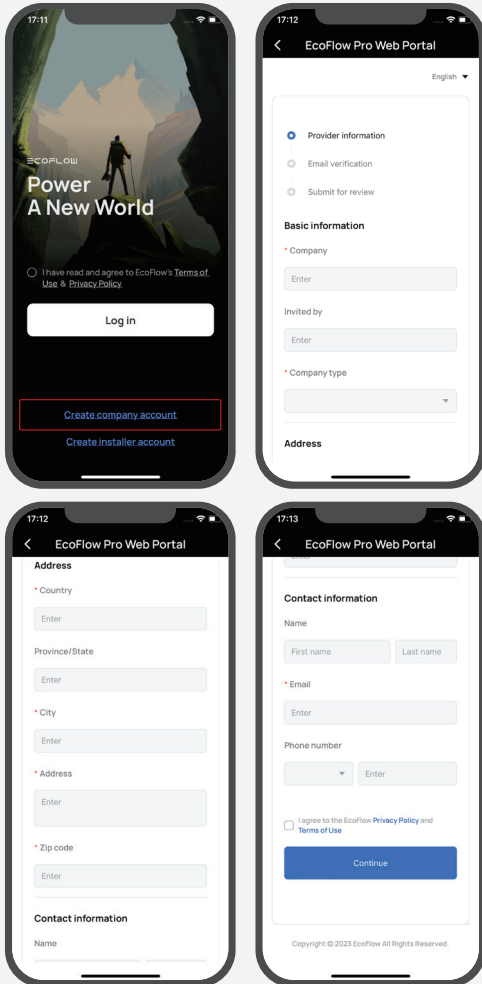 17:11
ECOFLOW
Power
A New World
I have read and agree to EcoFlow's Terms of
Use & Privacy Policy
Log in
Create company account
Create installer account
17:12
EcoFlow Pro Web Portal
English
Provider information
Email verification
Submit for review
Basic information
* Company
Enter
Invited by
Enter
* Company type
Address
17:12
EcoFlow Pro Web Portal
Address
* Country
Enter
Province/State
Enter
* City
Enter
* Address
Enter
* Zip code
Enter
Contact information
Name
17:13
EcoFlow Pro Web Portal
Contact information
Name
First name Last name
* Email
Enter
Phone number
Enter
I agree to the EcoFlow Privacy Policy and
Terms of Use
Continue
Copyright © 2023 EcoFlow All Rights Reserved.